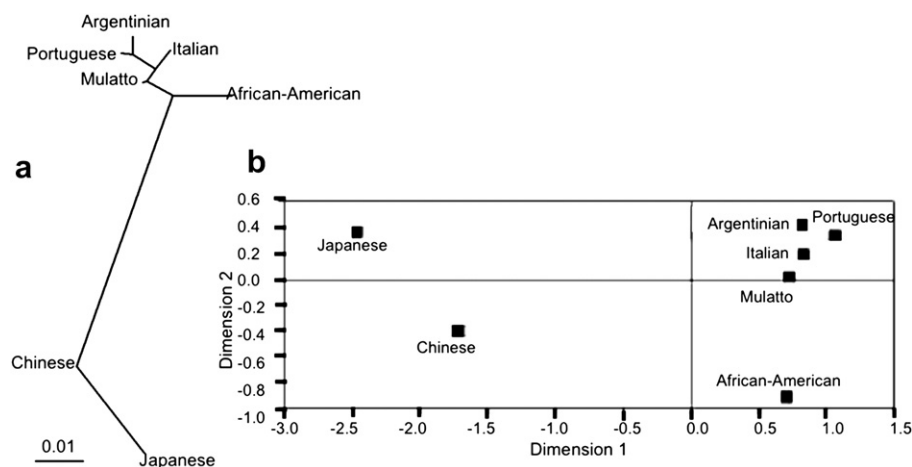 Argentinian
Portuguese
Italian
Mulatto
African-American
a
Chinese
0.01
Japanese
b
Dimension 2
0.6
0.4
0.2
0.0
-0.2
-0.4
-0.6
-0.8
-1.0
Japanese
Chinese
Argentinian
Portuguese
Italian
Mulatto
African-American
-3.0 -2.5 -2.0 -1.5 -1.0 -0.5 0.0 0.5 1.0 1.5
Dimension 1